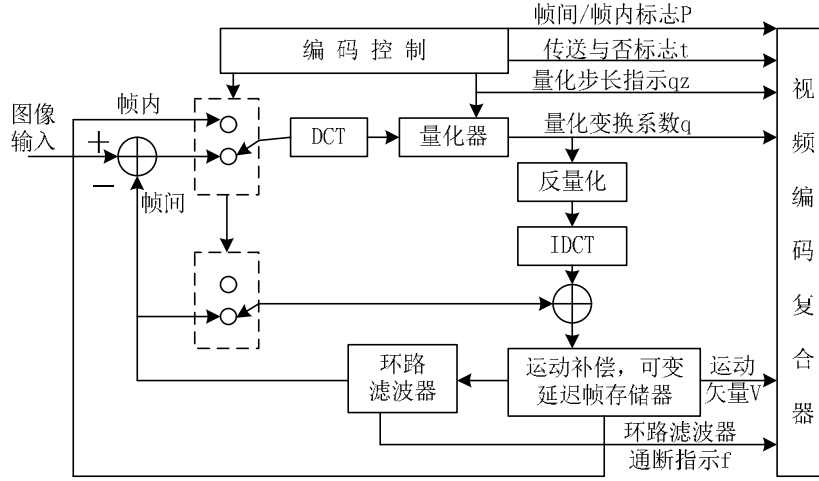 帧间/帧内标志P
编码控制
传送与否标志t
量化步长指示qz
图像
输入
帧内
DCT
量化器
量化变换系数q
+
−
帧间
反量化
IDCT
视频编码复合器
环路
滤波器
运动补偿，可变
延迟帧存储器
运动
矢量V
环路滤波器
通断指示f